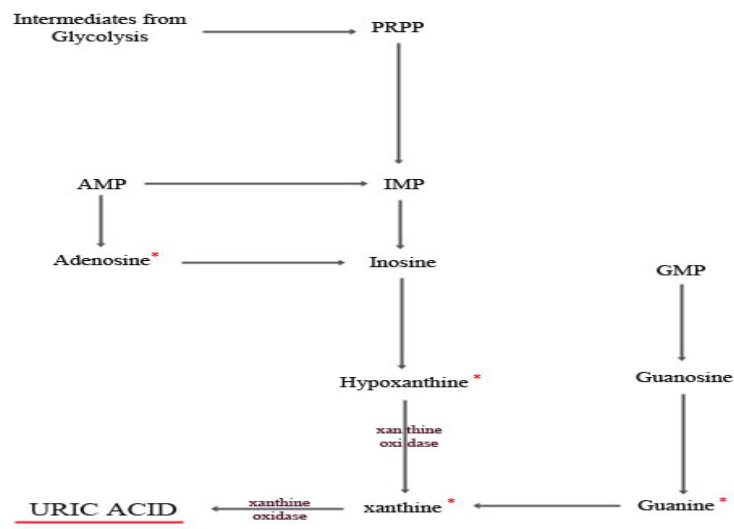 Intermediates from
Glycolysis
PRPP
AMP
IMP
Adenosine*
Inosine
GMP
Hypoxanthine *
Guanosine
xanthine
oxidase
URIC ACID
xanthine
oxidase
xanthine *
Guanine *